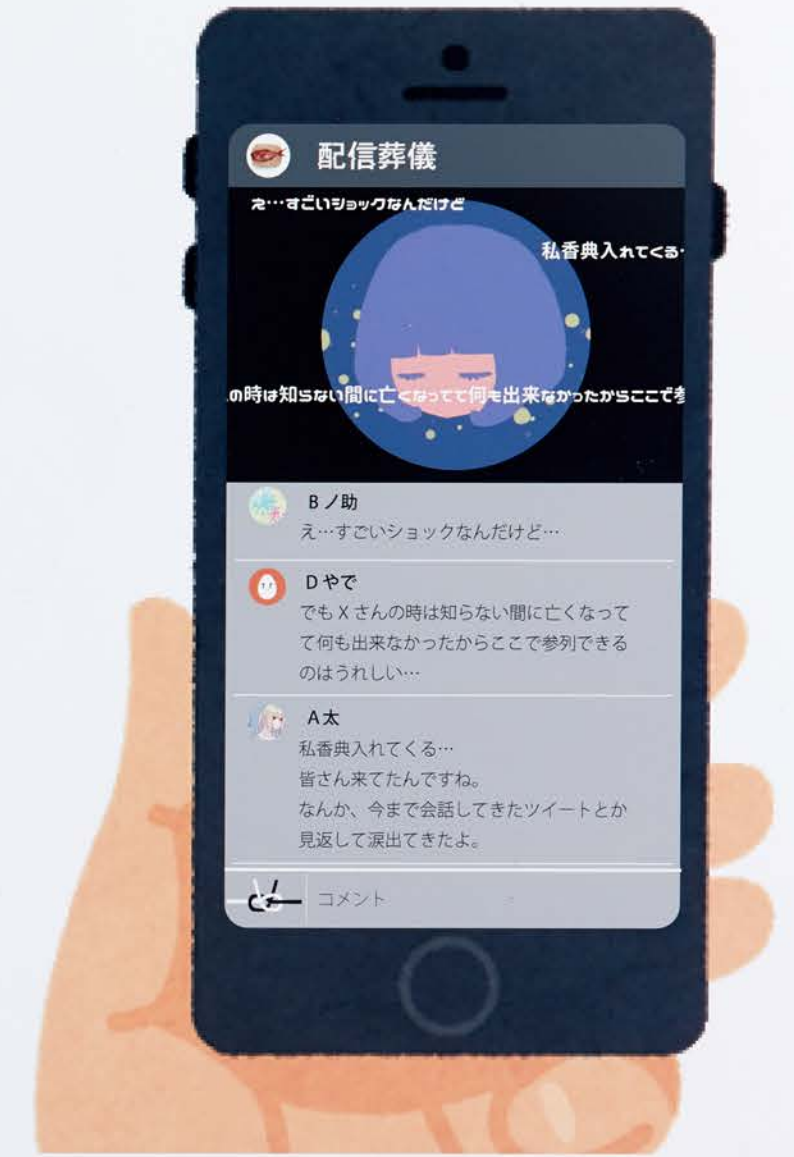 配信葬儀
え…すごいショックなんだけど
私香典入れてくる…
の時は知らない間に亡くなってて何も出来なかったからここで参
Bノ助
え…すごいショックなんだけど…
Dやで
でもXさんの時は知らない間に亡くなって
て何も出来なかったからここで参列できる
のはうれしい…
A太
私香典入れてくる…
皆さん来てたんですね。
なんか、今まで会話してきたツイートとか
見返して涙出てきたよ。
コメント